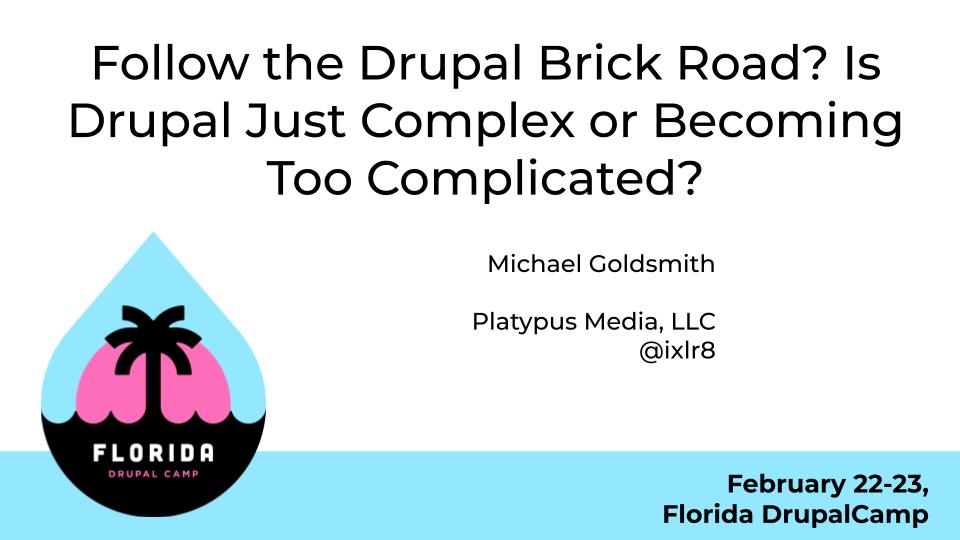 Follow the Drupal Brick Road? Is
Drupal Just Complex or Becoming
Too Complicated?
Michael Goldsmith
Platypus Media, LLC
@ixlr8
FLORIDA
DRUPAL CAMP
February 22-23,
Florida DrupalCamp